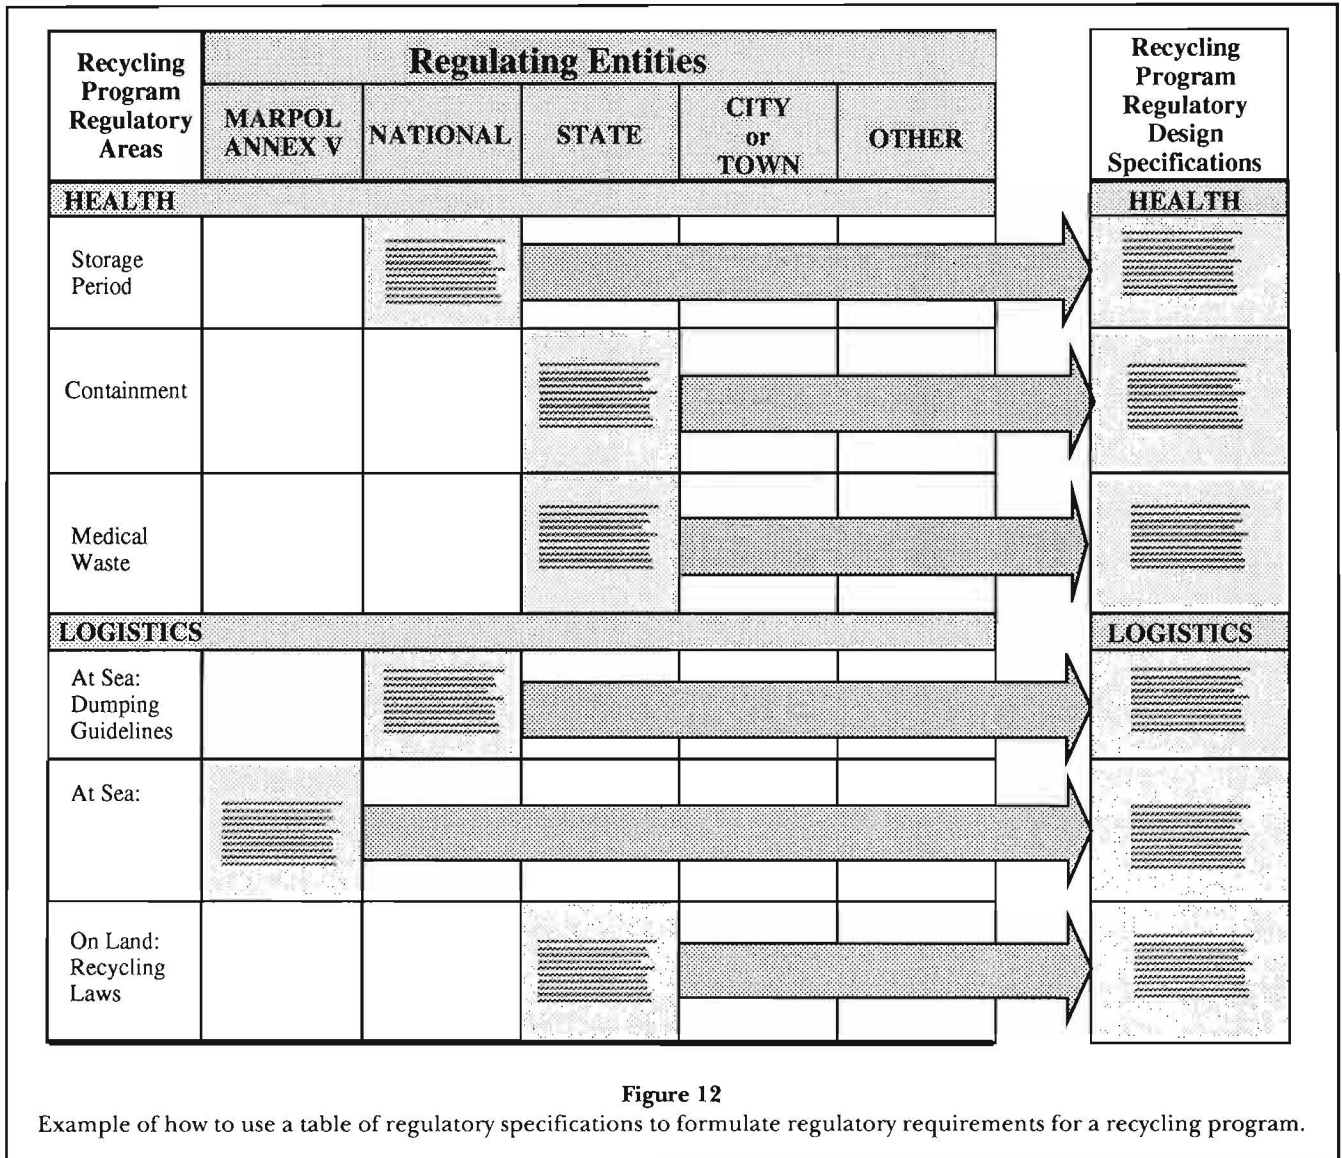 Recycling
Program
Regulatory
Areas
Regulating Entities
MARPOL
ANNEX V
NATIONAL
STATE
CITY
or
TOWN
OTHER
Recycling
Program
Regulatory
Design
Specifications
HEALTH
HEALTH
Storage
Period
Containment
Medical
Waste
LOGISTICS
LOGISTICS
At Sea:
Dumping
Guidelines
At Sea:
On Land:
Recycling
Laws
Figure 12
Example of how to use a table of regulatory specifications to formulate regulatory requirements for a recycling program.